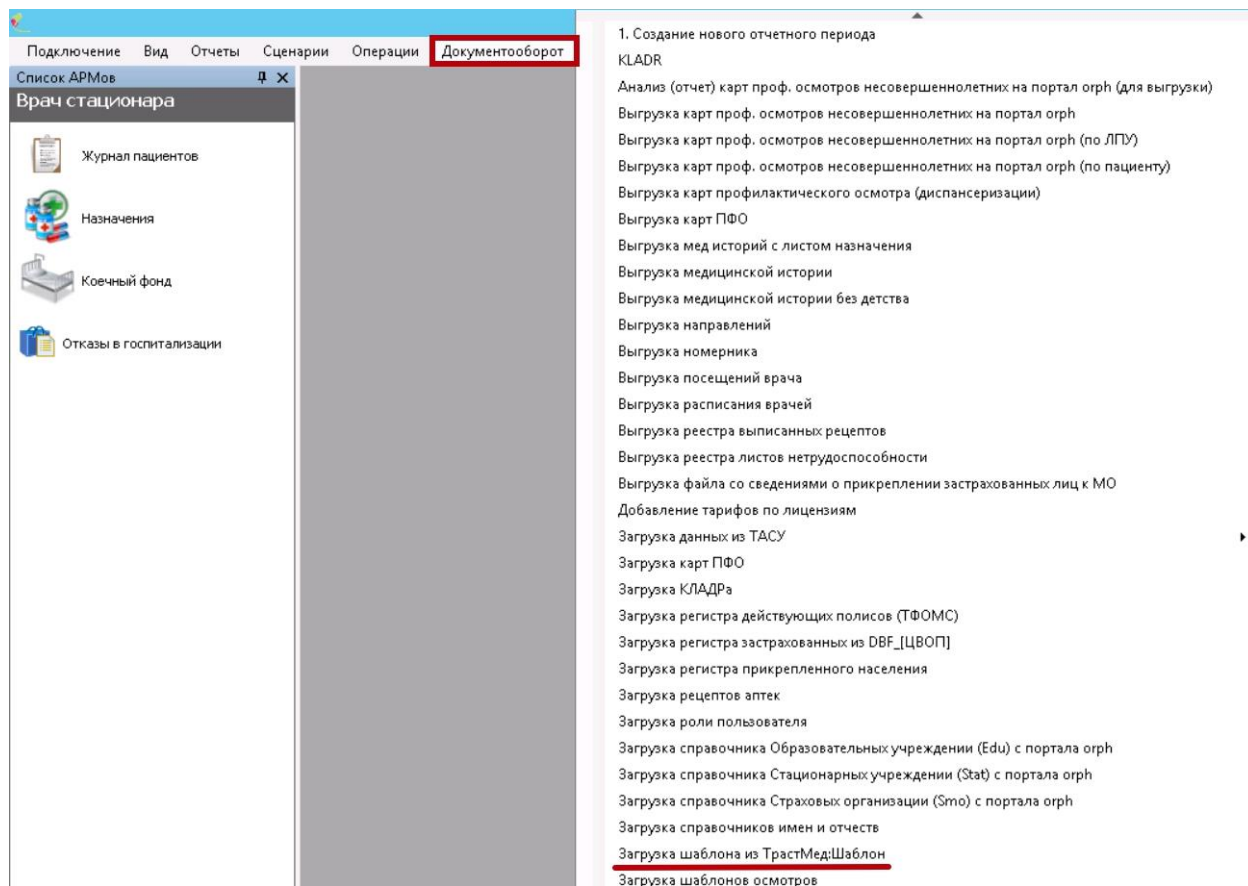 Подключение Вид Отчеты Сценарии Операции Документооборот
Список АРМов
Врач стационара
Журнал пациентов
Назначения
Коечный фонд
Отказы в госпитализации
1. Создание нового отчетного периода
KLADR
Анализ (отчет) карт проф. осмотров несовершеннолетних на портал orph (для выгрузки)
Выгрузка карт проф. осмотров несовершеннолетних на портал orph
Выгрузка карт проф. осмотров несовершеннолетних на портал orph (по ЛПУ)
Выгрузка карт проф. осмотров несовершеннолетних на портал orph (по пациенту)
Выгрузка карт профилактического осмотра (диспансеризации)
Выгрузка карт ПФО
Выгрузка мед историй с листом назначения
Выгрузка медицинской истории
Выгрузка медицинской истории без детства
Выгрузка направлений
Выгрузка номерника
Выгрузка посещений врача
Выгрузка расписания врачей
Выгрузка реестра выписанных рецептов
Выгрузка реестра листов нетрудоспособности
Выгрузка файла со сведениями о прикреплении застрахованных лиц к МО
Добавление тарифов по лицензиям
Загрузка данных из ТАСУ
Загрузка карт ПФО
Загрузка КЛАДРа
Загрузка регистра действующих полисов (ТФОМС)
Загрузка регистра застрахованных из DBF_[ЦВОП]
Загрузка регистра прикрепленного населения
Загрузка рецептов аптек
Загрузка роли пользователя
Загрузка справочника Образовательных учреждении (Edu) с портала orph
Загрузка справочника Стационарных учреждении (Stat) с портала orph
Загрузка справочника Страховых организации (Smo) с портала orph
Загрузка справочников имен и отчеств
Загрузка шаблона из ТрастМед:Шаблон
Загрузка шаблонов осмотров